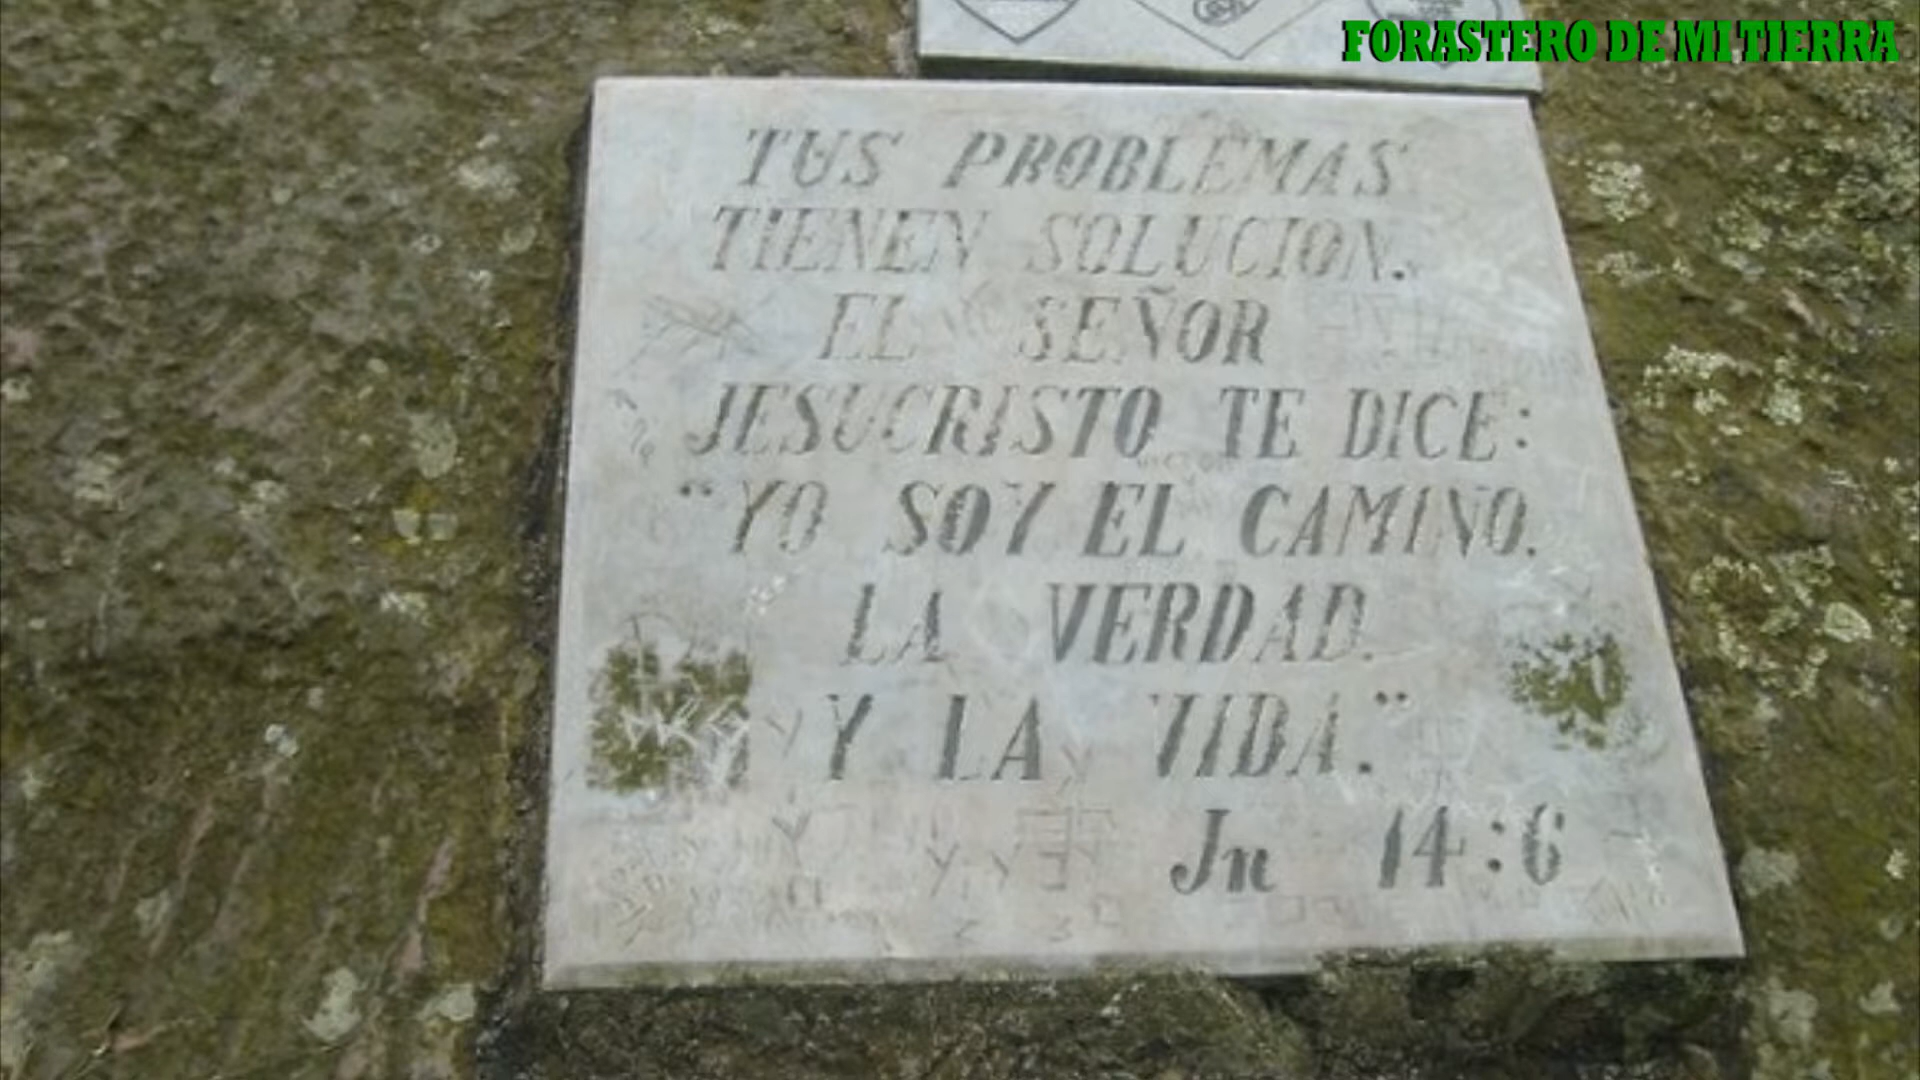 FORASTERO DE MI TIERRA
TUS PROBLEMAS
TIENEN SOLUCION.
EL SEÑOR
JESUCRISTO TE DICE:
"YO SOY EL CAMINO.
LA VERDAD.
Y LA VIDA."
Jn 14:6